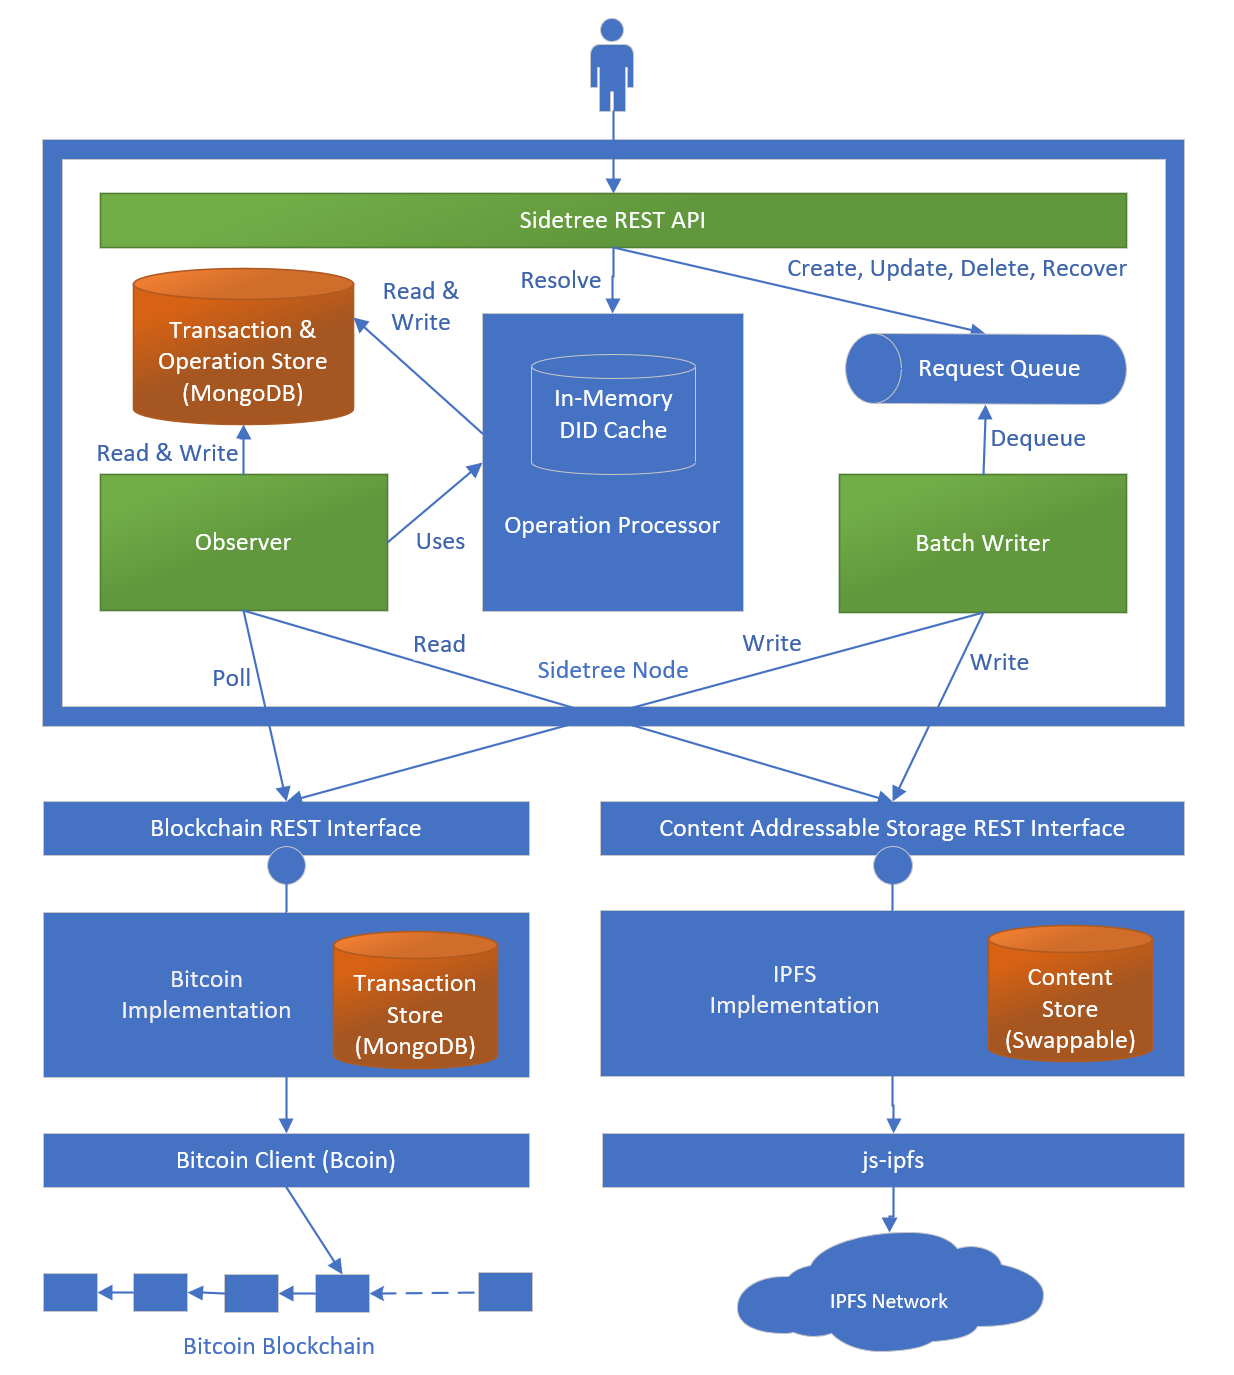 Sidetree REST API
Create, Update, Delete, Recover
Resolve
Read &
Write
Transaction &
Operation Store
(MongoDB)
Request Queue
In-Memory
DID Cache
Dequeue
Read & Write
Operation Processor
Observer
Uses
Batch Writer
Read
Write
Sidetree Node
Write
Poll
Blockchain REST Interface
Content Addressable Storage REST Interface
Bitcoin
Implementation
Transaction
Store
(MongoDB)
IPFS
Implementation
Content
Store
(Swappable)
Bitcoin Client (Bcoin)
js-ipfs
IPFS Network
Bitcoin Blockchain